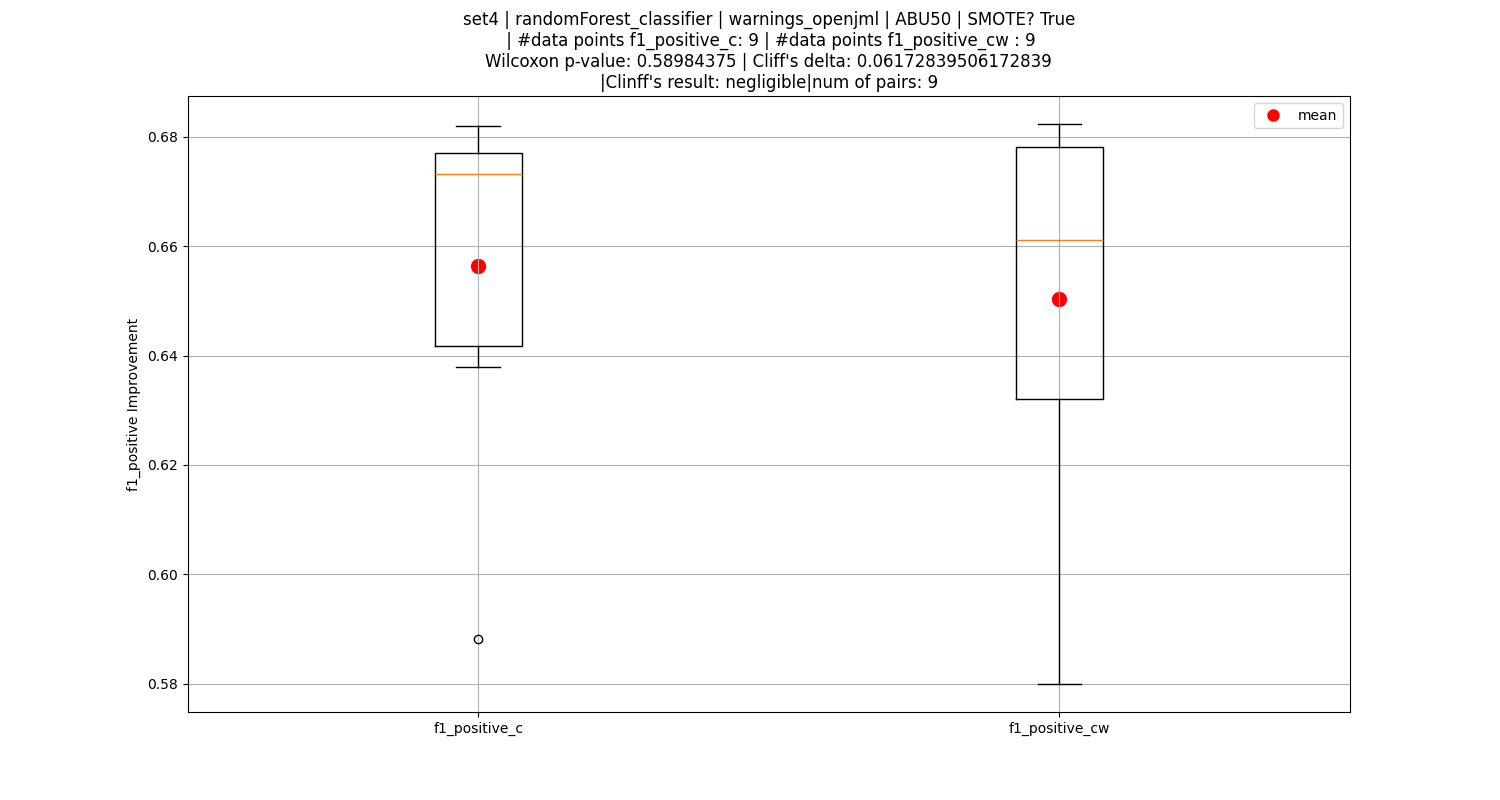 set4 | randomForest_classifier | warnings_openjml | ABU50 | SMOTE? True
| #data points f1_positive_c: 9 | #data points f1_positive_cw : 9
Wilcoxon p-value: 0.58984375 | Cliff's delta: 0.06172839506172839
|Clinff's result: negligible|num of pairs: 9
mean
0.68
0.66
0.64
0.62
0.60
0.58
f1_positive Improvement
f1_positive_c
f1_positive_cw